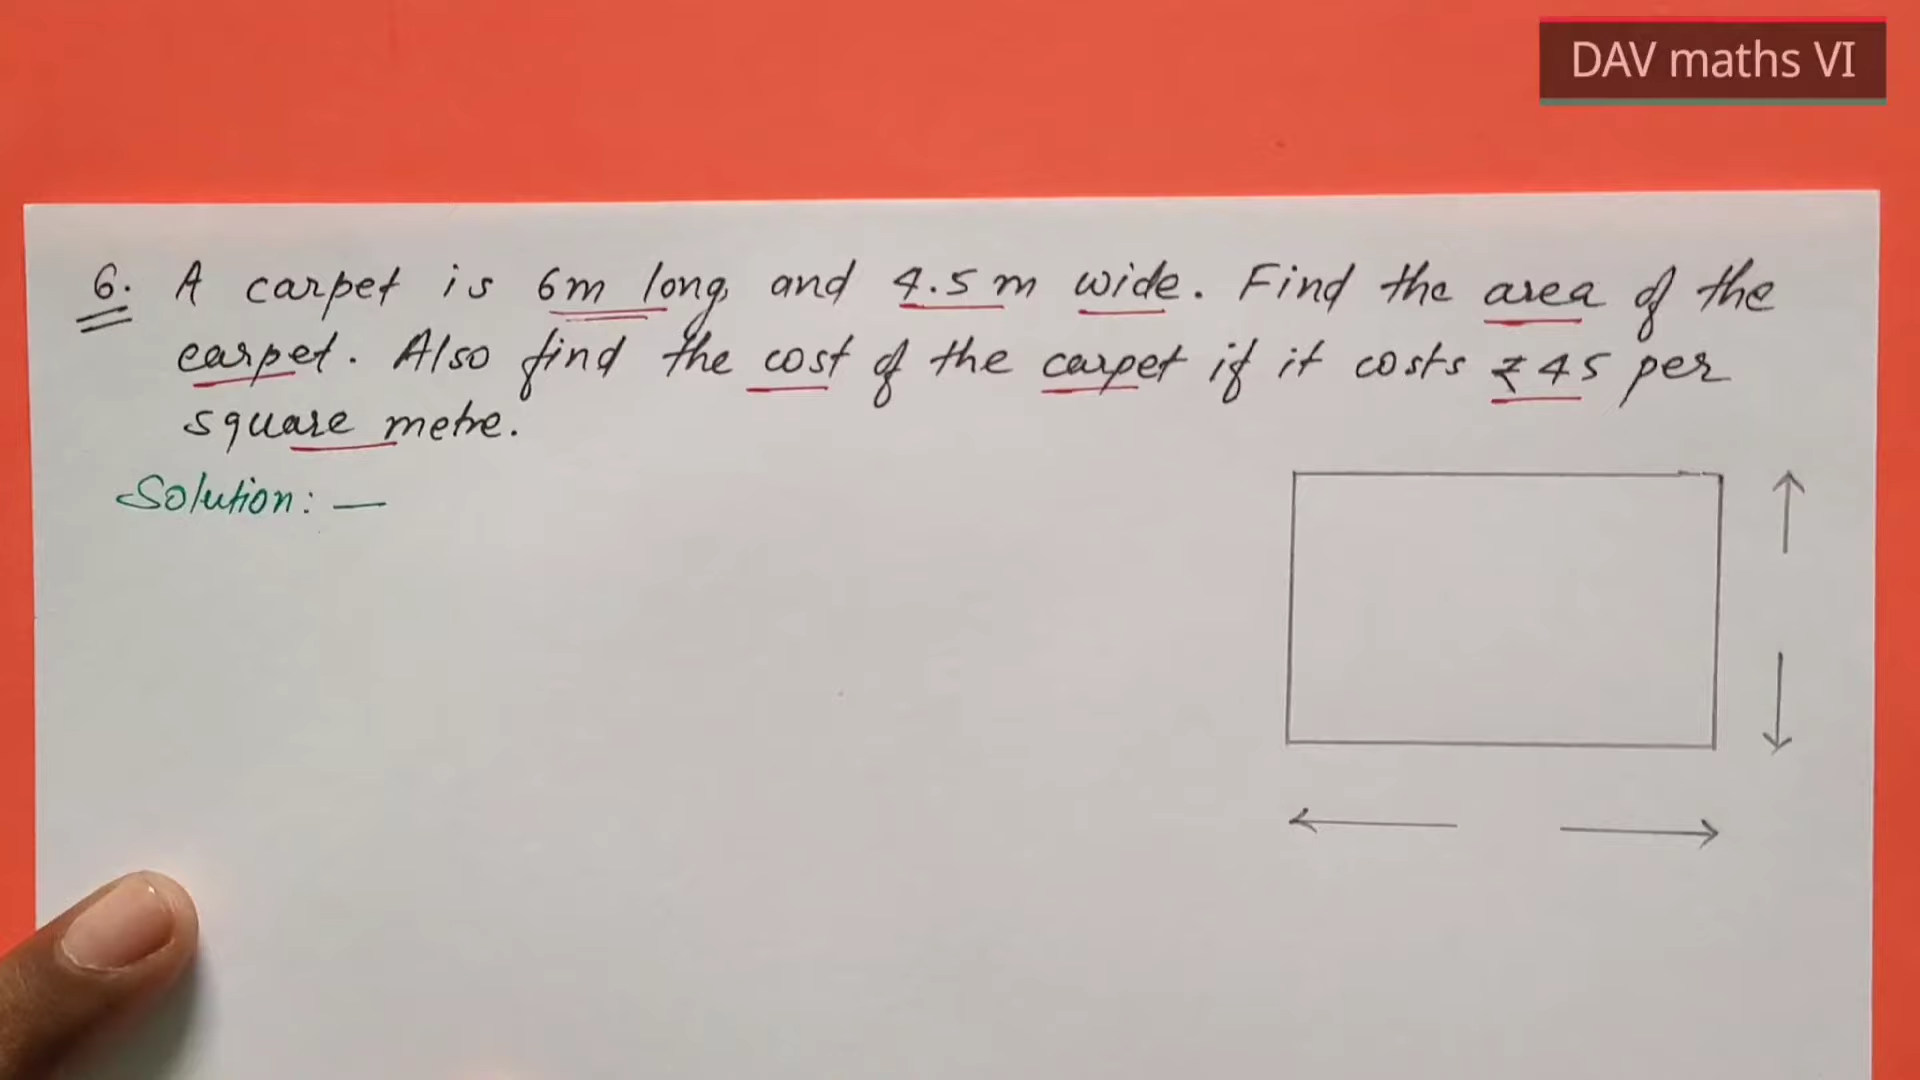 DAV maths VI
6. A carpet is 6m long and 4.5 m wide. Find the area of the
carpet. Also find the cost of the carpet if it costs ₹45 per
square metre.
Solution: —